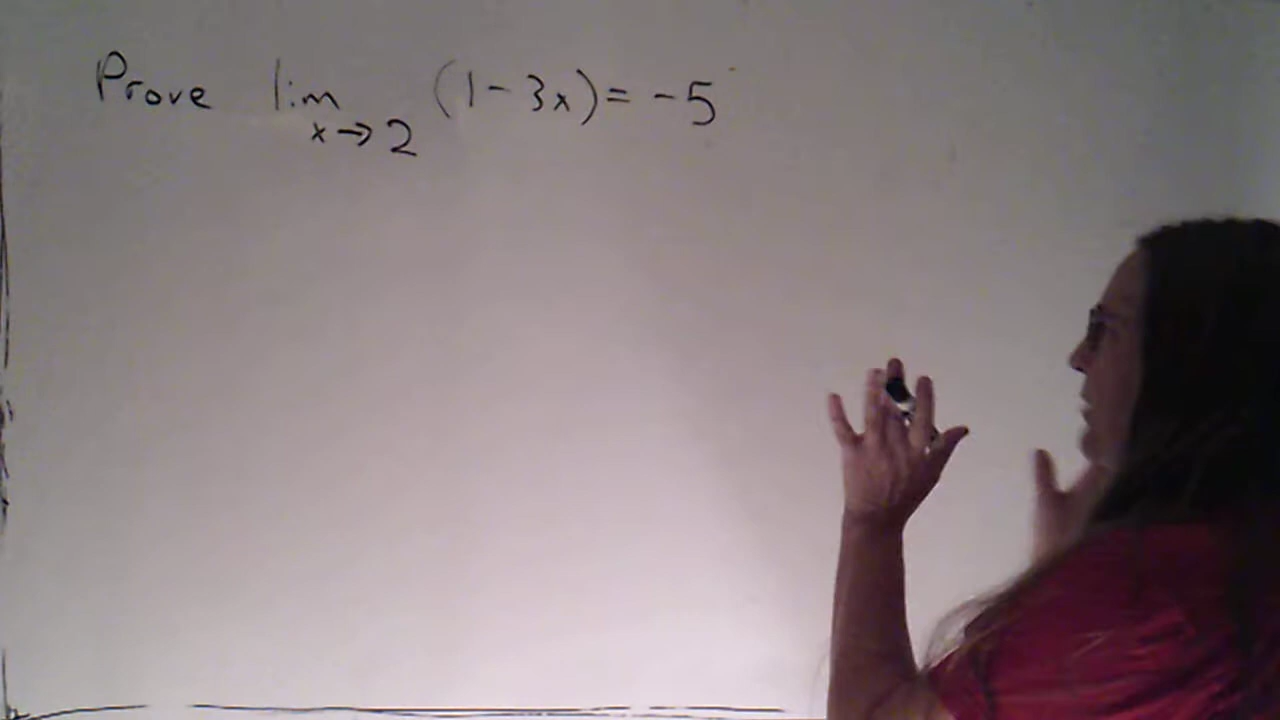 Prove lim (1-3x) = -5
x→2